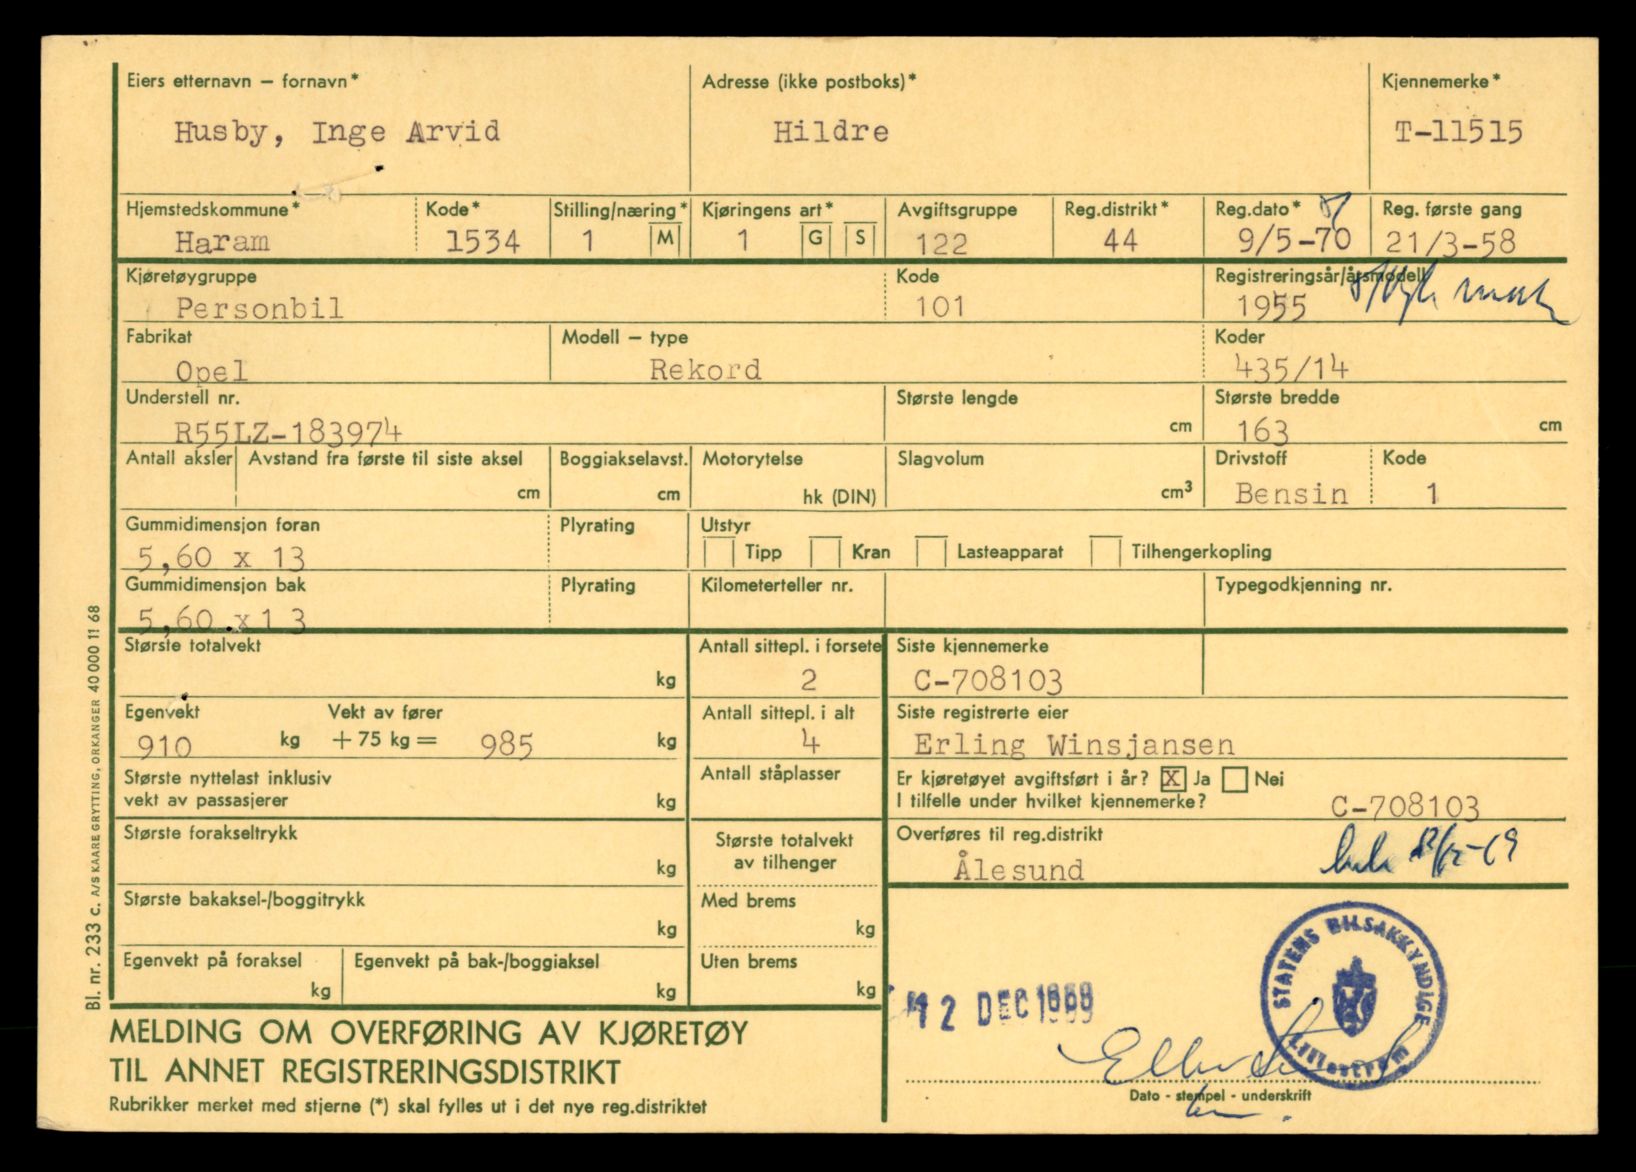 Eiers etternavn — fornavn* Adresse (ikke postboks)* Kjennemerke*
Husby, Inge Arvid Hildre T-11515
Hjemstedskommune* Kode* Stilling/næring* Kjøringens art* Avgiftsgruppe Reg.distrikt* Reg.dato* Reg. første gang
Haram 1534 1 M 1 G S 122 44 9/5-70 21/3-58
Kjøretøygruppe Kode Registreringsår/årsmodell
Personbil 101 1955
Fabrikat Modell — type Koder
Opel Rekord 435/14
Understell nr. Største lengde Største bredde
R55LZ-183974 cm 163 cm
Antall aksler Avstand fra første til siste aksel Boggiakselavst. Motorytelse Slagvolum Drivstoff Kode
cm cm hk (DIN) cm³ Bensin 1
Gummidimensjon foran Plyrating Utstyr
5,60 x 13 Tipp Kran Lasteapparat Tilhengerkopling
Gummidimensjon bak Plyrating Kilometerteller nr. Typegodkjenning nr.
5,60 x 1 3
Største totalvekt Antall sittepl. i forsete Siste kjennemerke
kg 2 C-708103
Egenvekt Vekt av fører Antall sittepl. i alt Siste registrerte eier
910 kg + 75 kg = 985 kg 4 Erling Winsjansen
Største nyttelast inklusiv Antall ståplasser Er kjøretøyet avgiftsført i år? X Ja Nei
vekt av passasjerer kg I tilfelle under hvilket kjennemerke? C-708103
Største forakseltrykk Største totalvekt Overføres til reg.distrikt
kg av tilhenger Ålesund
Største bakaksel-/boggitrykk Med brems
kg kg
Egenvekt på foraksel Egenvekt på bak-/boggiaksel Uten brems
kg kg kg
STATENS BILSAKKYNDIGE
Lillestrøm
12 DEC 1969
MELDING OM OVERFØRING AV KJØRETØY
TIL ANNET REGISTRERINGSDISTRIKT
Dato - stempel - underskrift
Rubrikker merket med stjerne (*) skal fylles ut i det nye reg.distriktet
Bl. nr. 233 c. A/S KAARE GRYTTING, ORKANGER 40 000 11 68